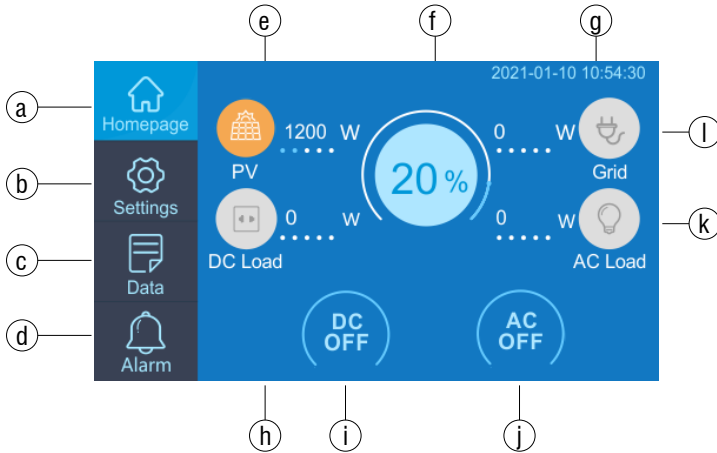 e f g
2021-01-10 10:54:30
a
Homepage
1200 W
0 W
l
PV
20 %
Grid
b
Settings
0 W
0 W
k
DC Load
AC Load
c
Data
d
Alarm
DC
OFF
AC
OFF
h i j